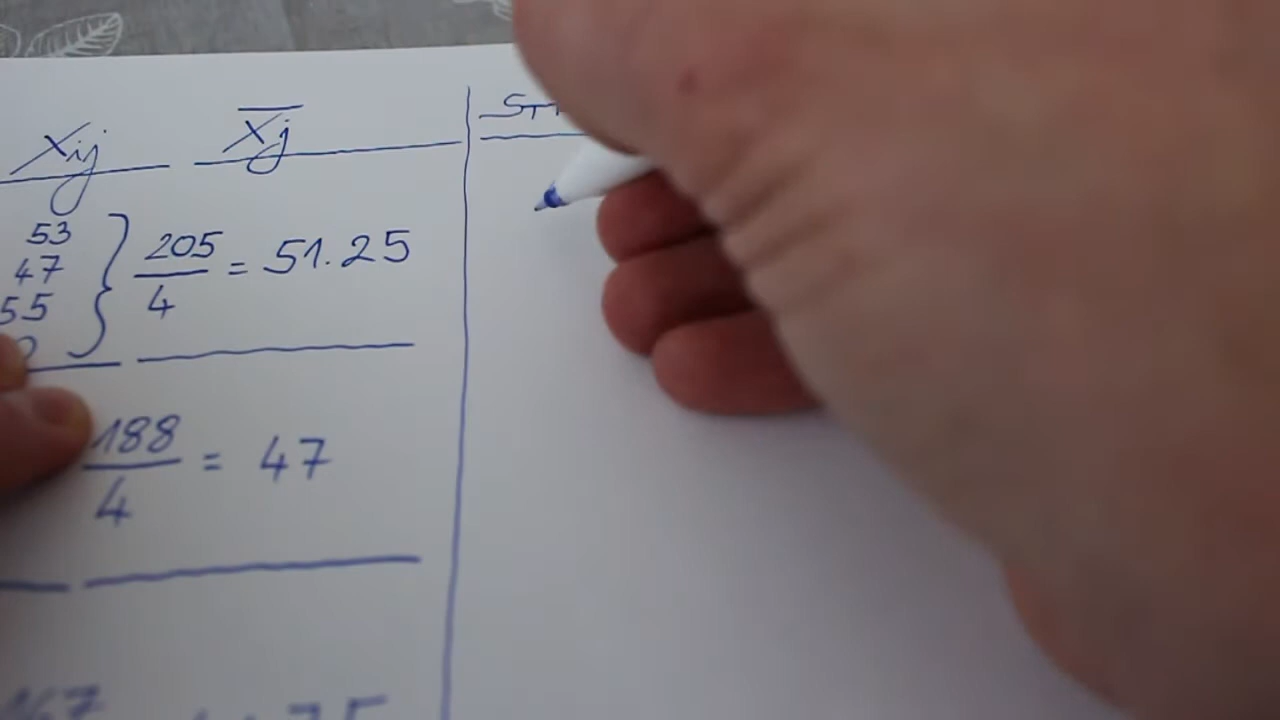 Xij X̅j
53
47
55
205/4 = 51.25
188/4 = 47